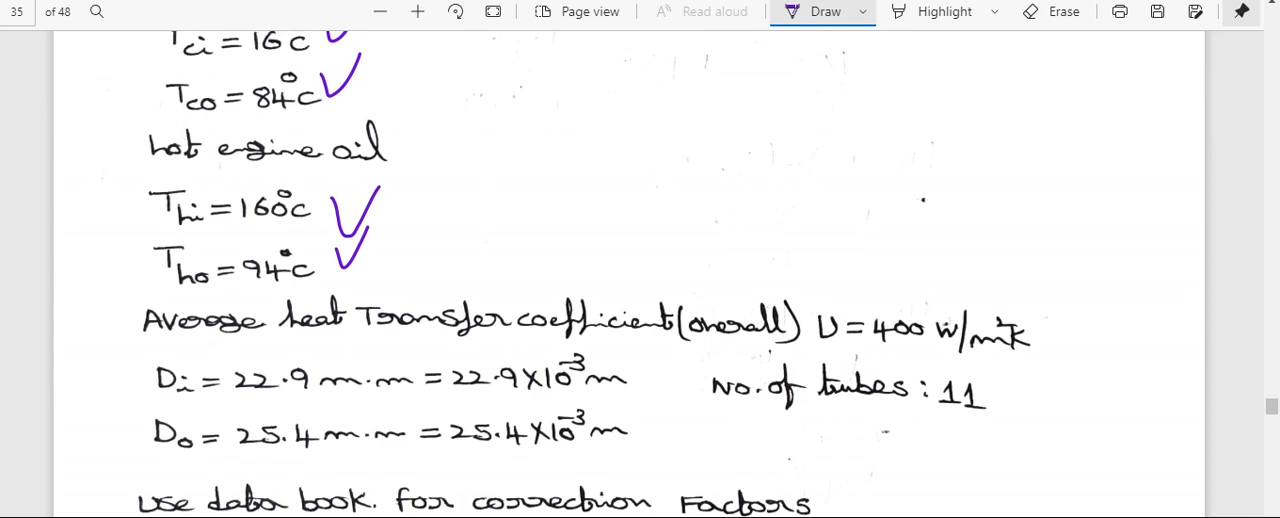 35 of 48 Page view Read aloud Draw Highlight Erase
Tci = 16°C
Tco = 84°C
hot engine oil
Thi = 160°C
Tho = 94°C
Average heat Transfer coefficient (overall) U = 400 W/m²K
Di = 22.9 m.m = 22.9 × 10⁻³ m No. of tubes : 11
Do = 25.4 m.m = 25.4 × 10⁻³ m
Use data book. for correction Factors